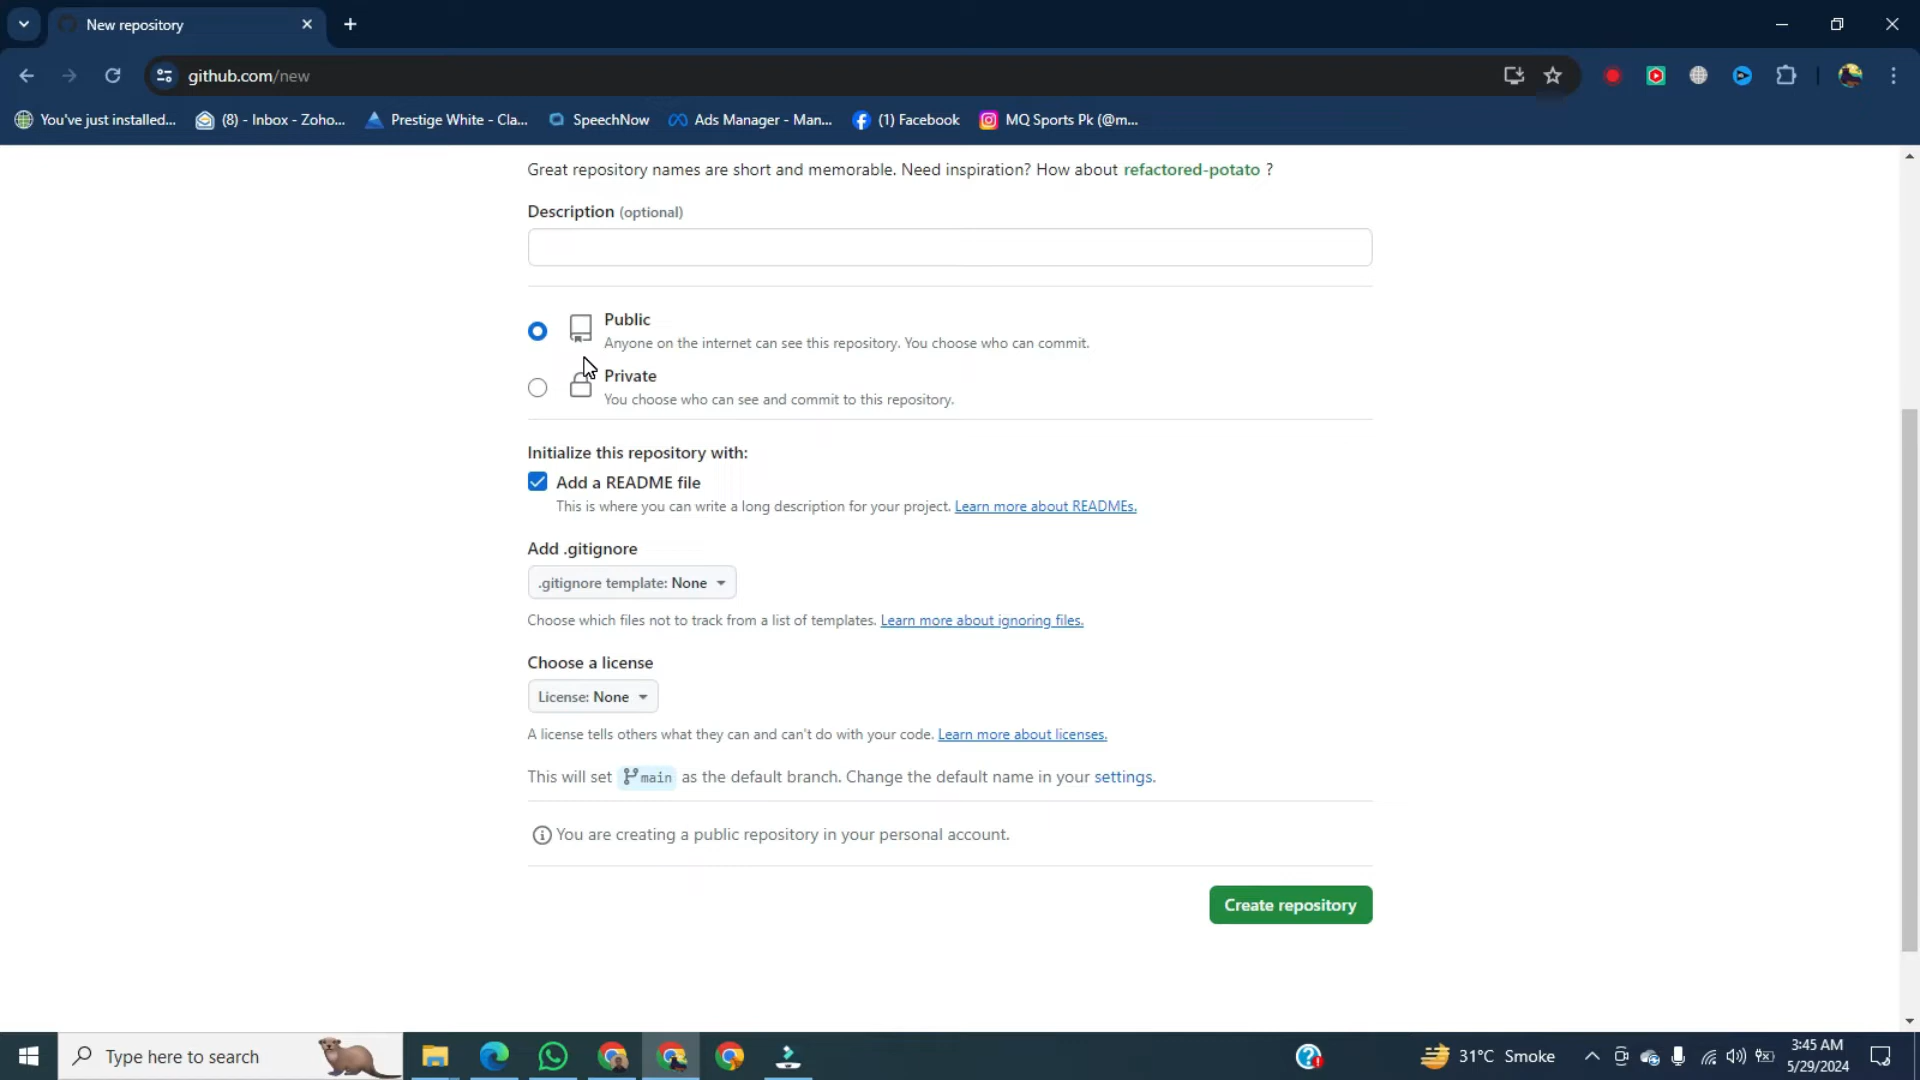 New repository
github.com/new
You've just installed...
(8) - Inbox - Zoho...
Prestige White - Cla...
SpeechNow
Ads Manager - Man...
(1) Facebook
MQ Sports Pk (@m...
Great repository names are short and memorable. Need inspiration? How about refactored-potato ?
Description (optional)
Public
Anyone on the internet can see this repository. You choose who can commit.
Private
You choose who can see and commit to this repository.
Initialize this repository with:
Add a README file
This is where you can write a long description for your project. Learn more about READMEs.
Add .gitignore
.gitignore template: None
Choose which files not to track from a list of templates. Learn more about ignoring files.
Choose a license
License: None
A license tells others what they can and can't do with your code. Learn more about licenses.
This will set main as the default branch. Change the default name in your settings.
You are creating a public repository in your personal account.
Create repository
Type here to search
31°C Smoke
3:45 AM
5/29/2024